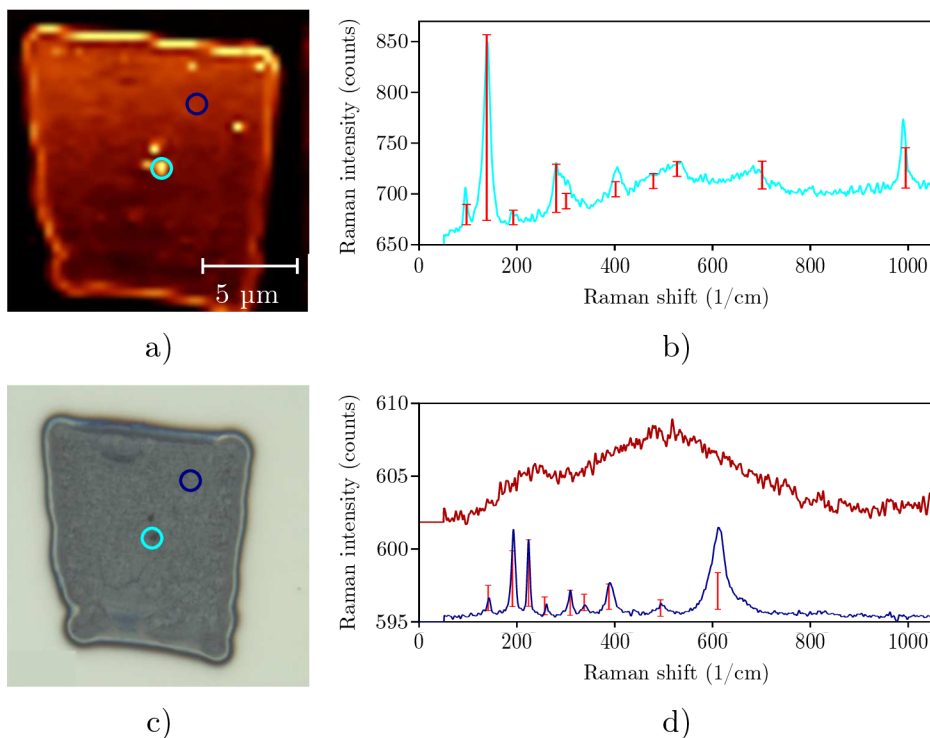 5 µm
a)
Raman intensity (counts)
850
800
750
700
650
0 200 400 600 800 1000
Raman shift (1/cm)
b)
c)
Raman intensity (counts)
610
605
600
595
0 200 400 600 800 1000
Raman shift (1/cm)
d)